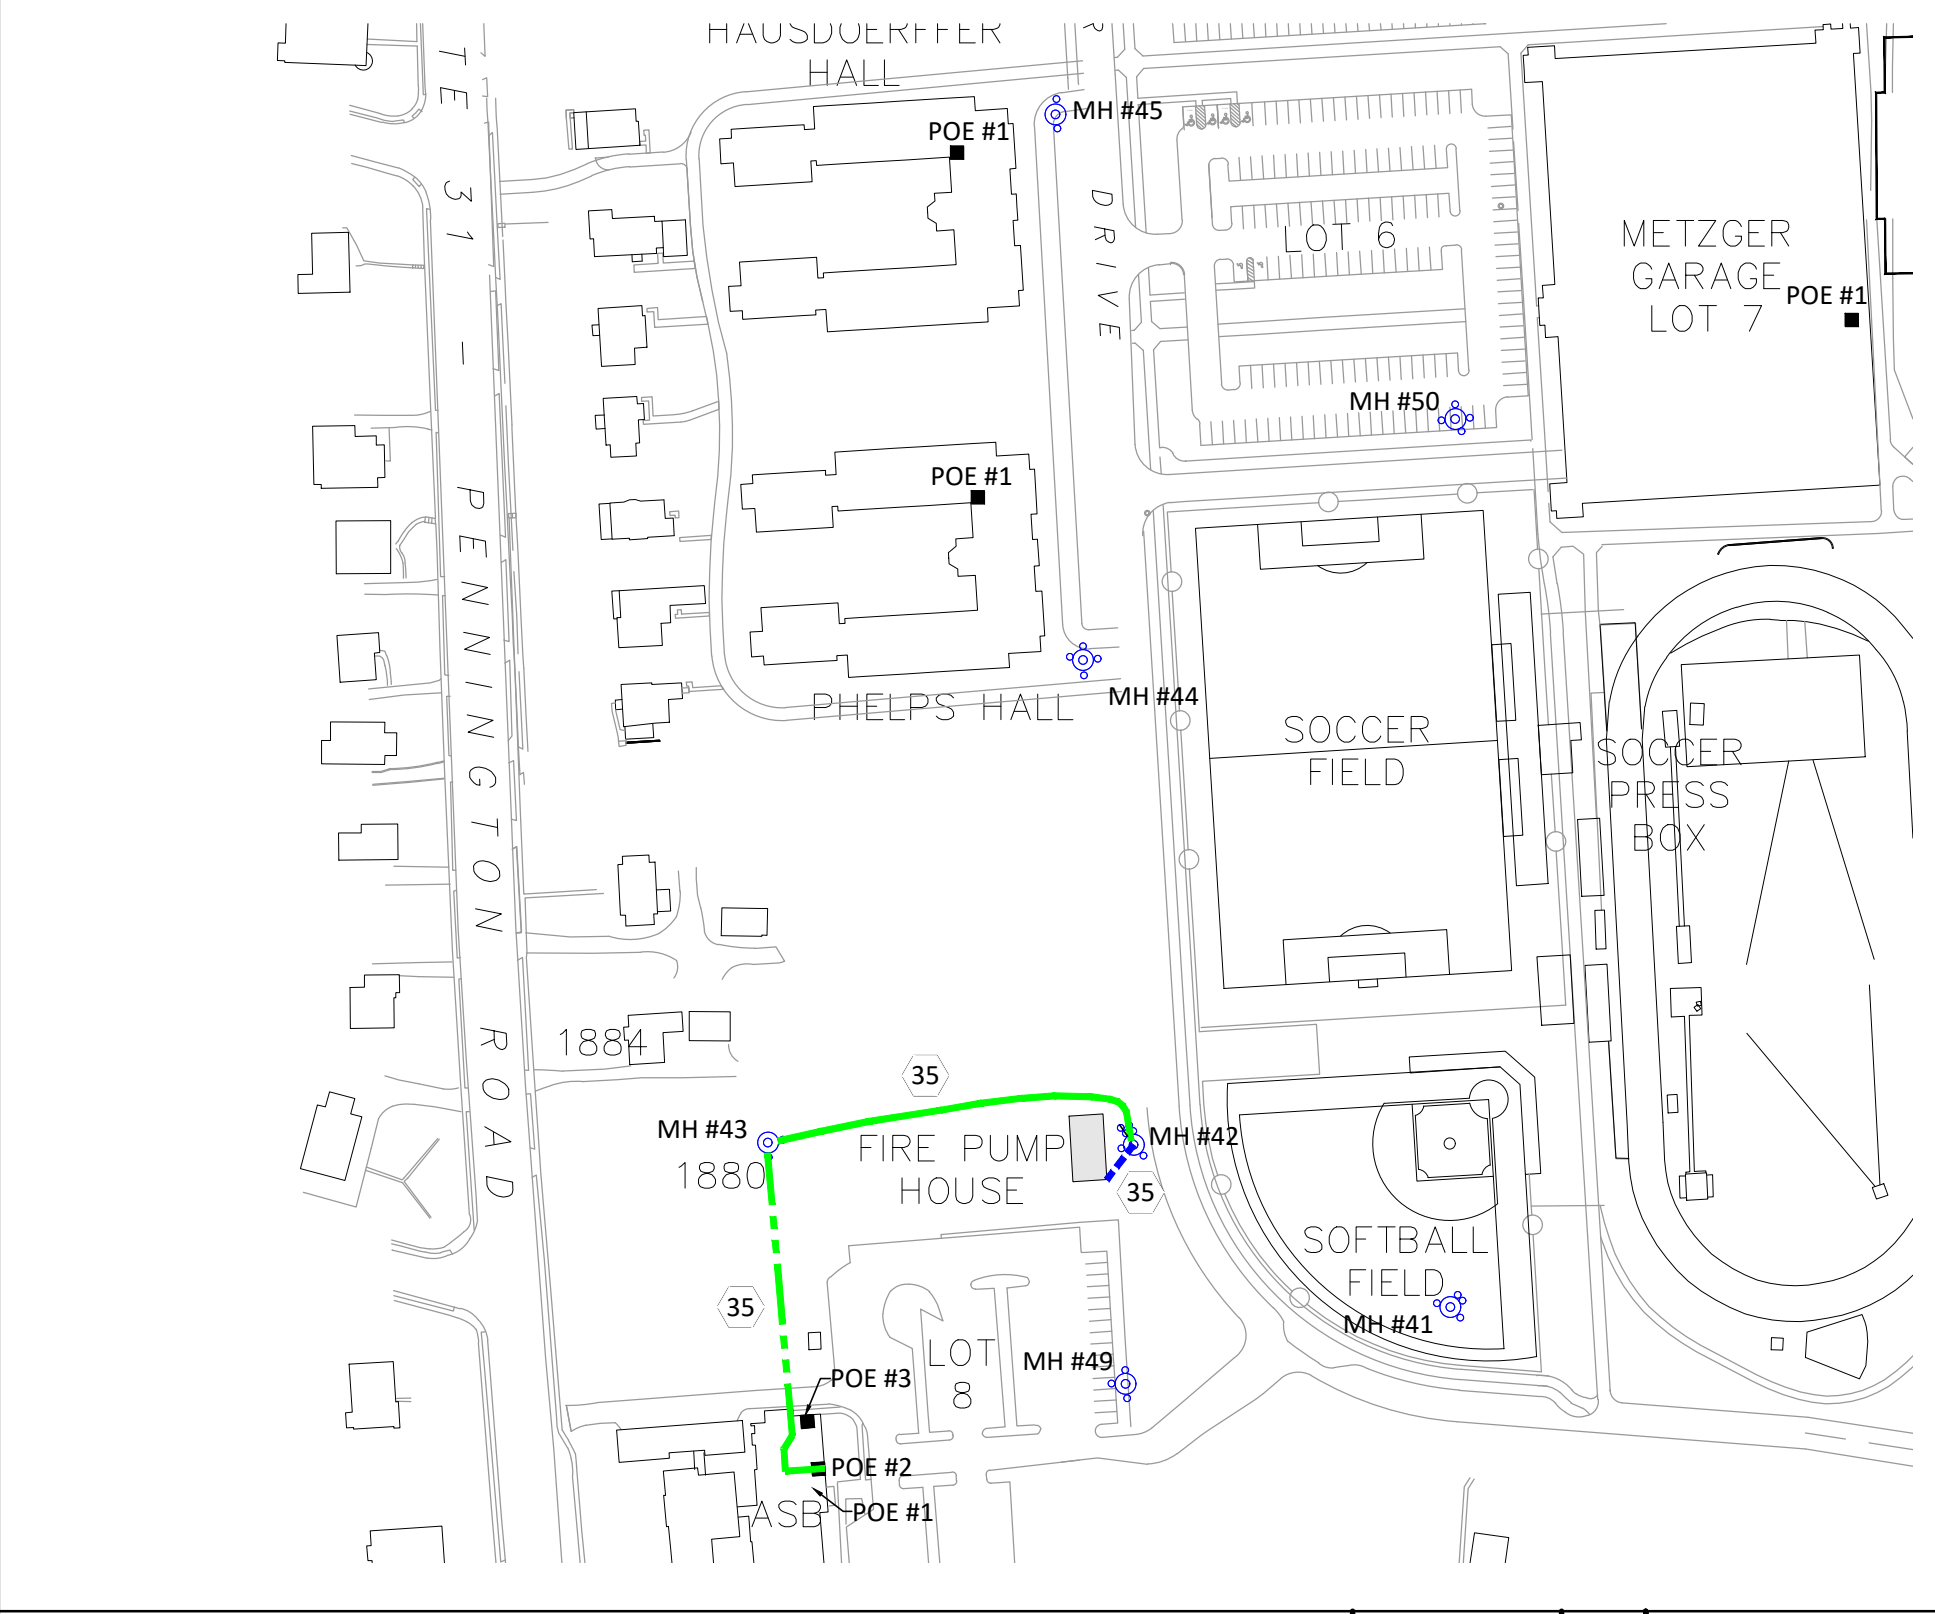 HAUSDOERFFER
HALL
MH #45
POE #1
TE 31 - PENNINGTON ROAD
DRIVE
LOT 6
METZGER
GARAGE
LOT 7
POE #1
MH #50
POE #1
PHELPS HALL
MH #44
SOCCER
FIELD
SOCCER
PRESS
BOX
1884
35
MH #43
1880
FIRE PUMP
HOUSE
MH #42
35
SOFTBALL
FIELD
MH #41
35
LOT
8
MH #49
POE #3
POE #2
POE #1
ASB